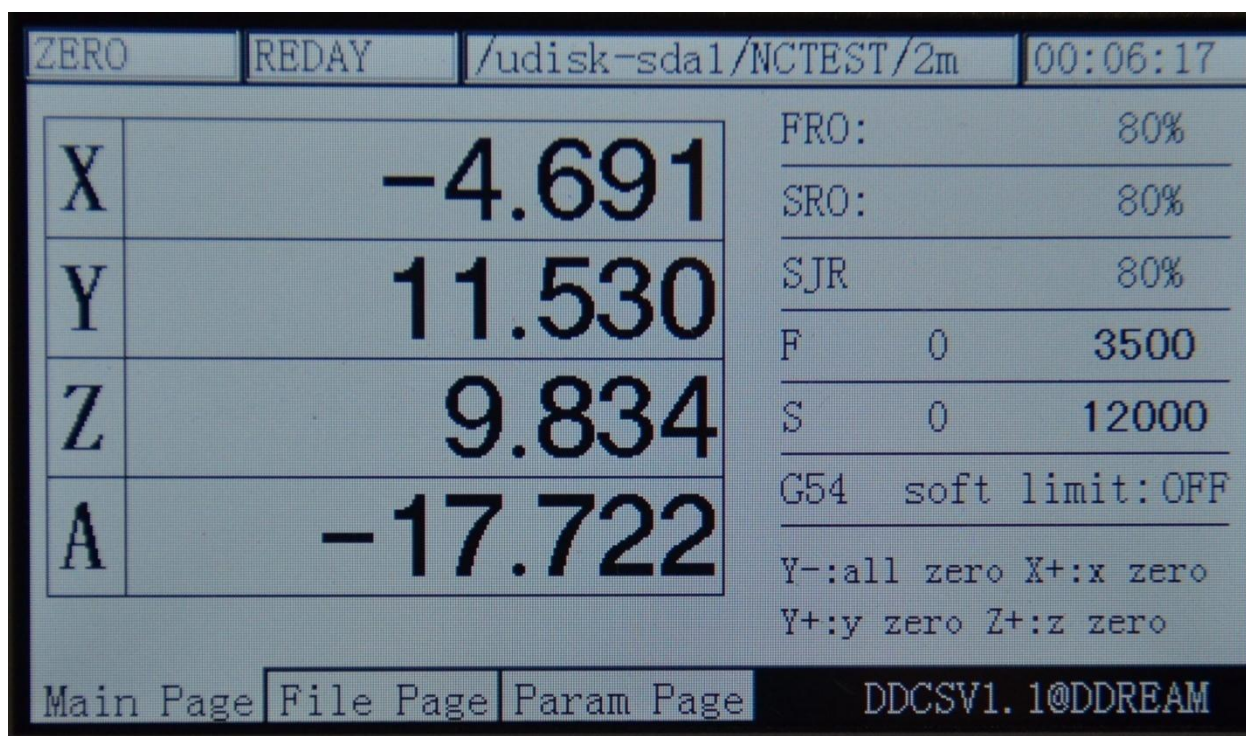 ZERO REDAY /udisk-sda1/NCTEST/2m 00:06:17
X -4.691
Y 11.530
Z 9.834
A -17.722
FRO: 80%
SRO: 80%
SJR 80%
F 0 3500
S 0 12000
G54 soft limit:OFF
Y-:all zero X+:x zero
Y+:y zero Z+:z zero
Main Page File Page Param Page DDCSV1.1@DDREAM